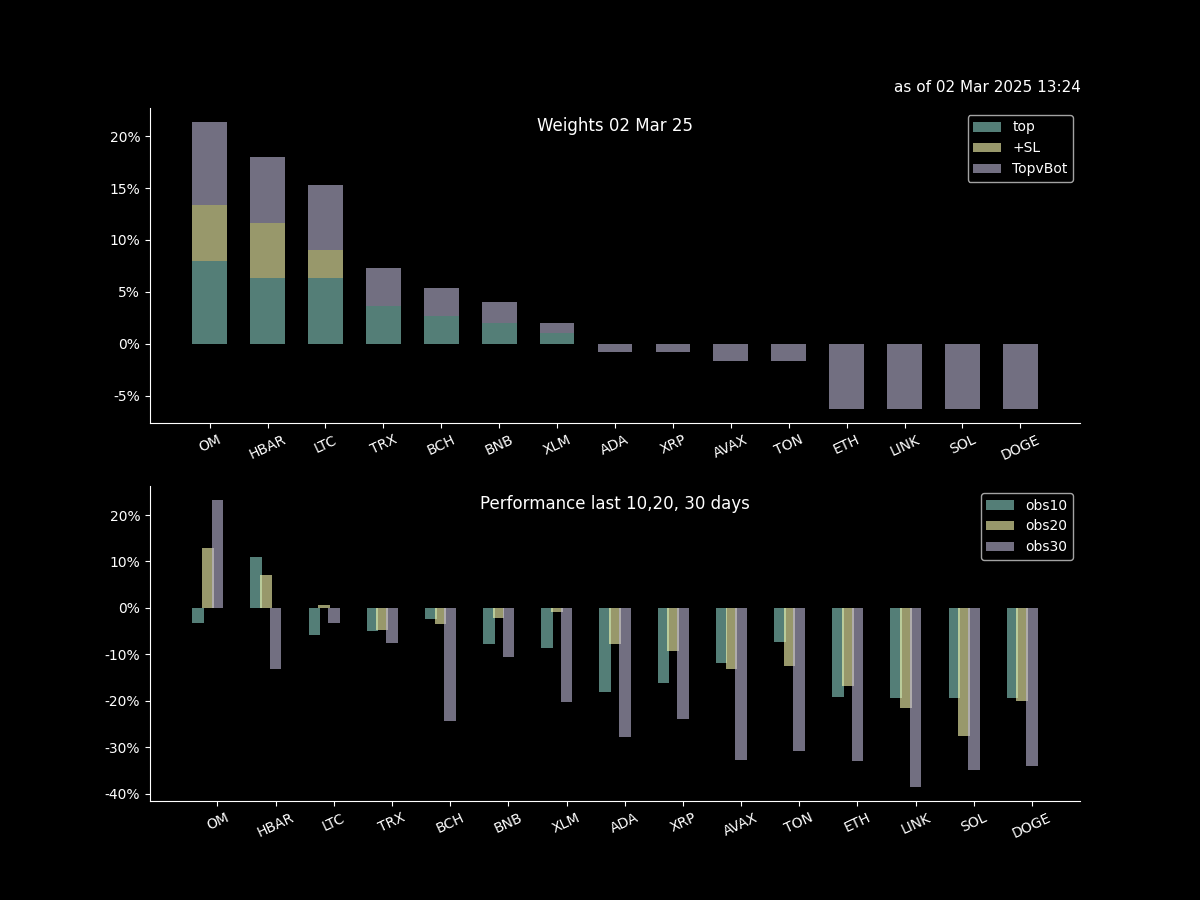 as of 02 Mar 2025 13:24
Weights 02 Mar 25
top
+SL
TopvBot
20%
15%
10%
5%
0%
-5%
OM HBAR LTC TRX BCH BNB XLM ADA XRP AVAX TON ETH LINK SOL DOGE
Performance last 10,20, 30 days
obs10
obs20
obs30
20%
10%
0%
-10%
-20%
-30%
-40%
OM HBAR LTC TRX BCH BNB XLM ADA XRP AVAX TON ETH LINK SOL DOGE